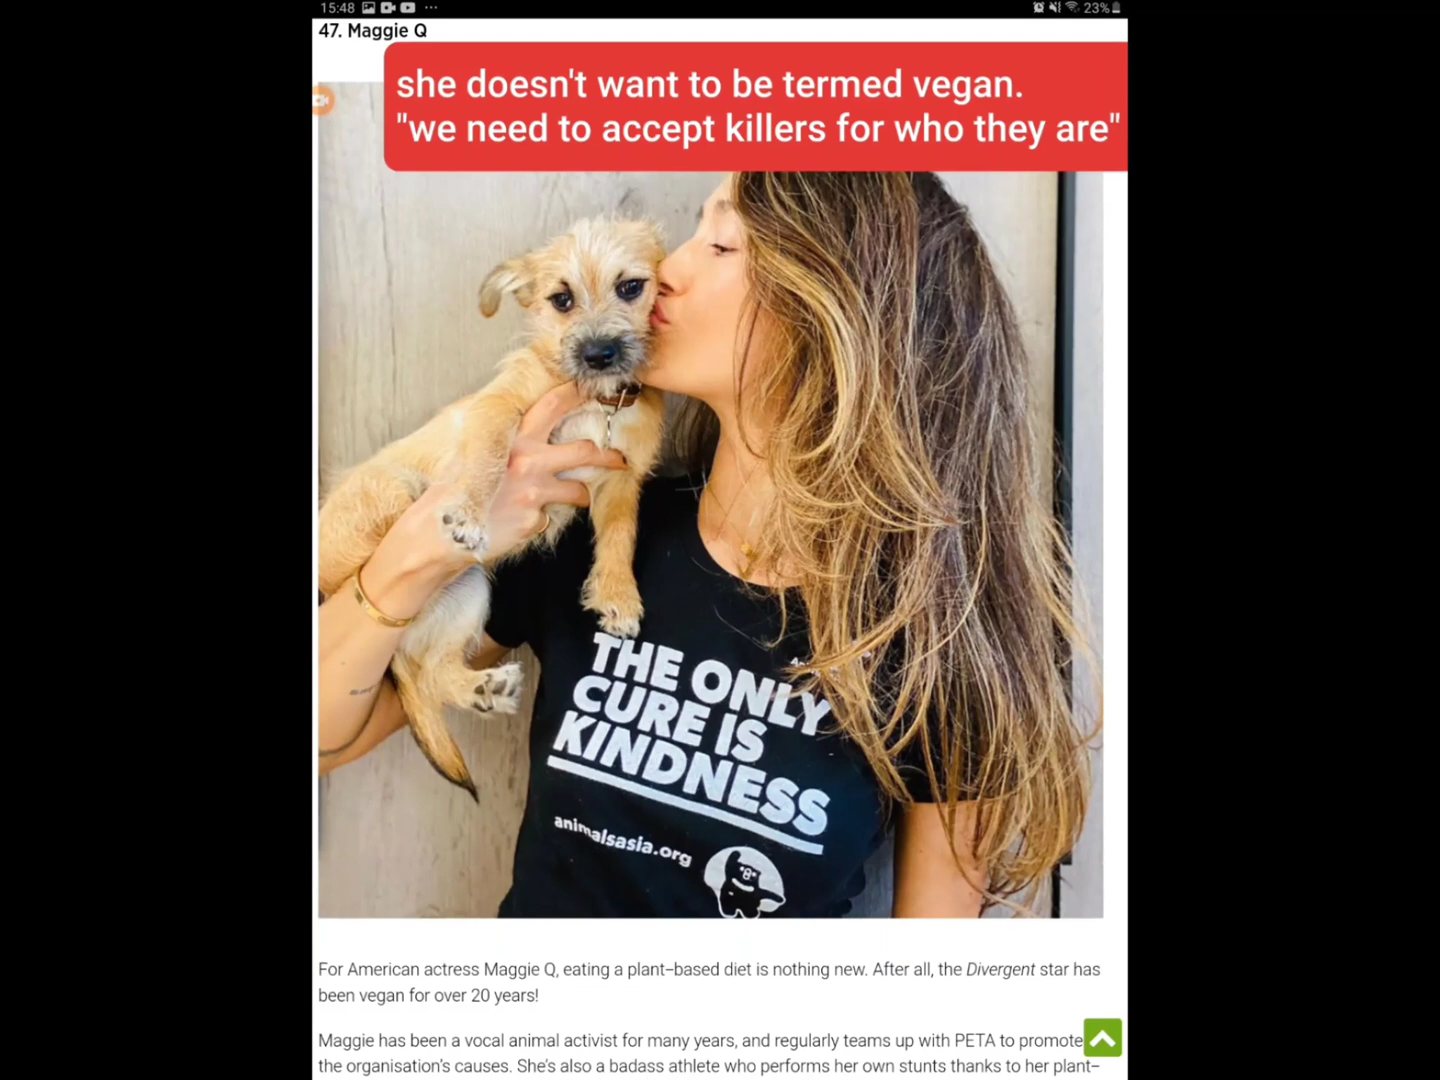 15:48
23%
47. Maggie Q
she doesn't want to be termed vegan.
"we need to accept killers for who they are"
THE ONLY
CURE IS
KINDNESS
animalsasia.org
For American actress Maggie Q, eating a plant-based diet is nothing new. After all, the Divergent star has
been vegan for over 20 years!
Maggie has been a vocal animal activist for many years, and regularly teams up with PETA to promote
the organisation's causes. She's also a badass athlete who performs her own stunts thanks to her plant-